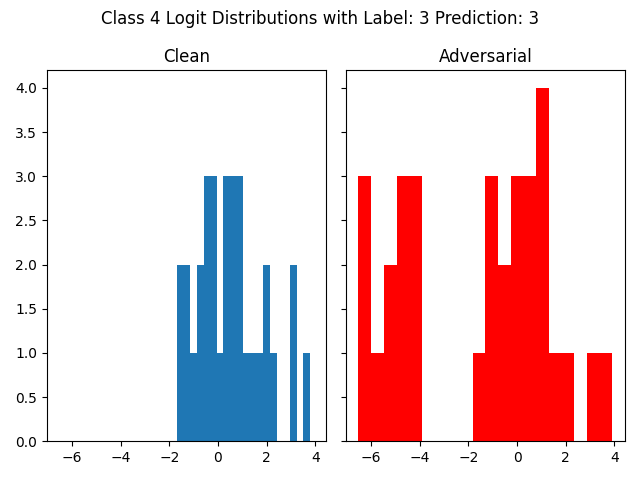 Class 4 Logit Distributions with Label: 3 Prediction: 3
Clean
Adversarial
4.0
3.5
3.0
2.5
2.0
1.5
1.0
0.5
0.0
−6 −4 −2 0 2 4
−6 −4 −2 0 2 4